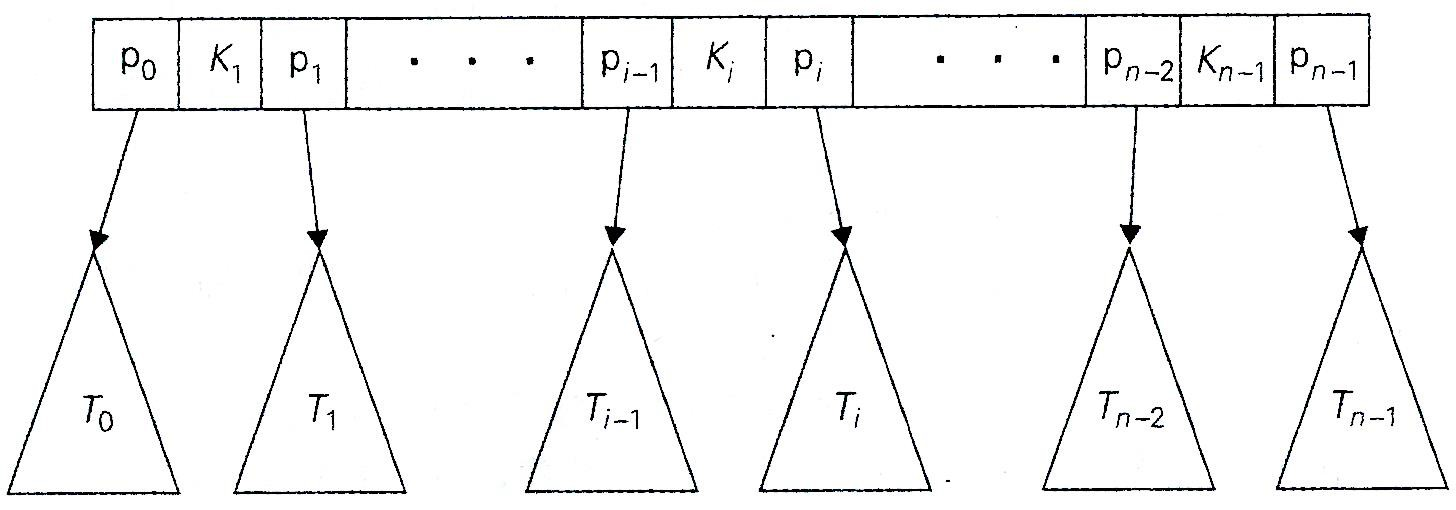 p₀ K₁ p₁ . . . pᵢ₋₁ Kᵢ pᵢ . . . pₙ₋₂ Kₙ₋₁ pₙ₋₁
T₀ T₁ Tᵢ₋₁ Tᵢ Tₙ₋₂ Tₙ₋₁